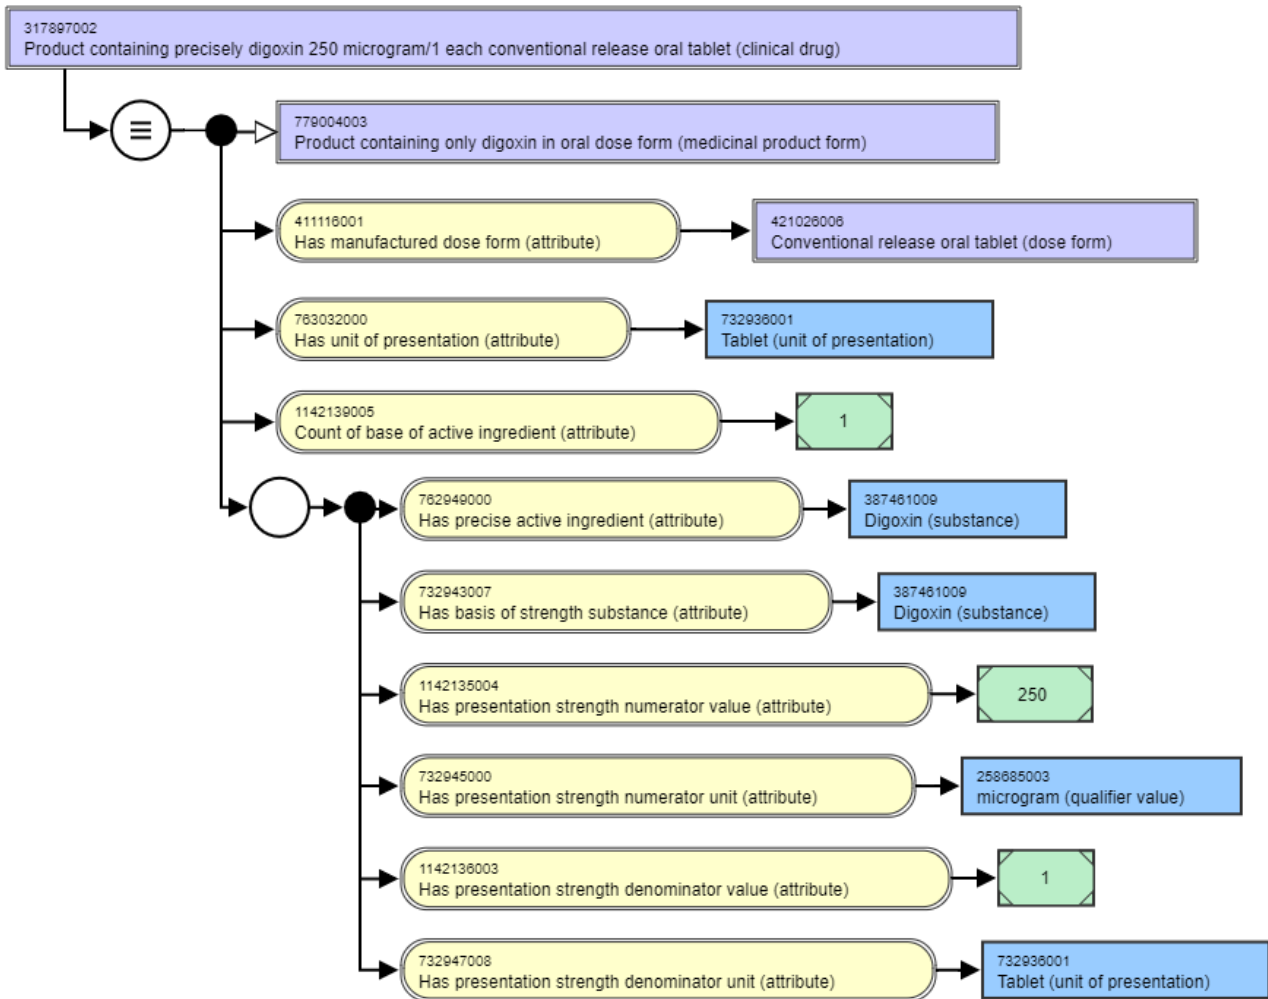 317897002
Product containing precisely digoxin 250 microgram/1 each conventional release oral tablet (clinical drug)
779004003
Product containing only digoxin in oral dose form (medicinal product form)
411116001
Has manufactured dose form (attribute)
421026006
Conventional release oral tablet (dose form)
763032000
Has unit of presentation (attribute)
732936001
Tablet (unit of presentation)
1142139005
Count of base of active ingredient (attribute)
1
762949000
Has precise active ingredient (attribute)
387461009
Digoxin (substance)
732943007
Has basis of strength substance (attribute)
387461009
Digoxin (substance)
1142135004
Has presentation strength numerator value (attribute)
250
732945000
Has presentation strength numerator unit (attribute)
258685003
microgram (qualifier value)
1142136003
Has presentation strength denominator value (attribute)
1
732947008
Has presentation strength denominator unit (attribute)
732936001
Tablet (unit of presentation)